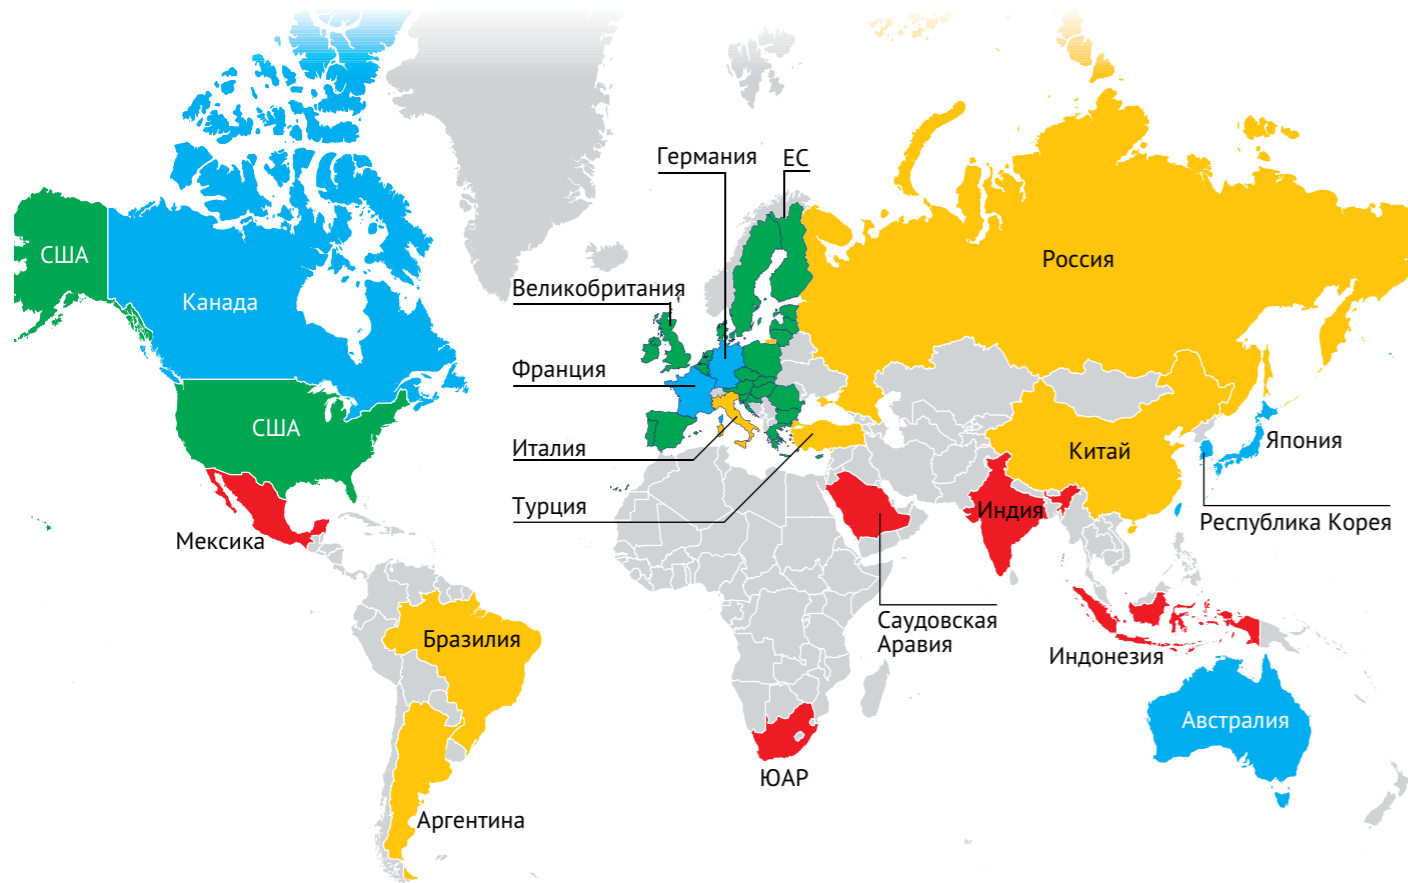 Германия
ЕС
США
Россия
Великобритания
Канада
Франция
США
Италия
Китай
Япония
Турция
Индия
Республика Корея
Мексика
Саудовская
Аравия
Бразилия
Индонезия
Австралия
ЮАР
Аргентина